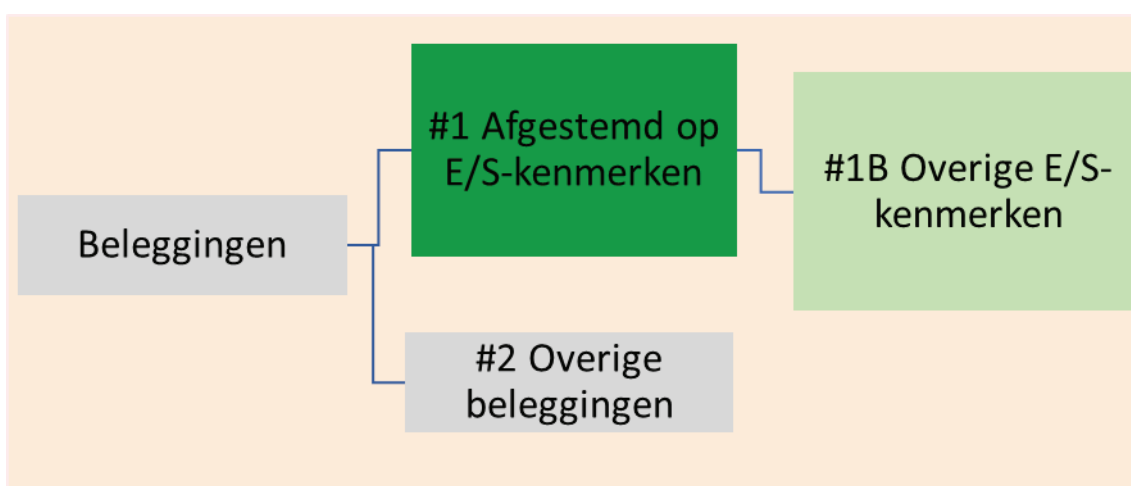 #1 Afgestemd op
E/S-kenmerken
#1B Overige E/S-
kenmerken
Beleggingen
#2 Overige
beleggingen